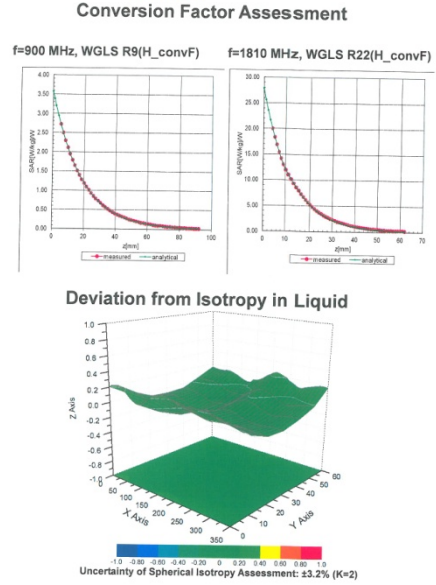 Conversion Factor Assessment
f=900 MHz, WGLS R9(H_convF)
f=1810 MHz, WGLS R22(H_convF)
4.00
3.50
3.00
2.50
2.00
1.50
1.00
0.50
0.00
SAR[W/kg]/W
0 20 40 60 80 100
z[mm]
measured analytical
30.00
25.00
20.00
15.00
10.00
5.00
0.00
SAR[W/kg]/W
0 10 20 30 40 50 60 70
z[mm]
measured analytical
Deviation from Isotropy in Liquid
1.0
0.8
0.6
0.4
0.2
0.0
-0.2
-0.4
-0.6
-0.8
-1.0
Z Axis
0 50 100 150 200 250 300 350
X Axis
0 10 20 30 40 50 60
Y Axis
-1.0 -0.80 -0.60 -0.40 -0.20 0 0.20 0.40 0.60 0.80 1.0
Uncertainty of Spherical Isotropy Assessment: ±3.2% (K=2)